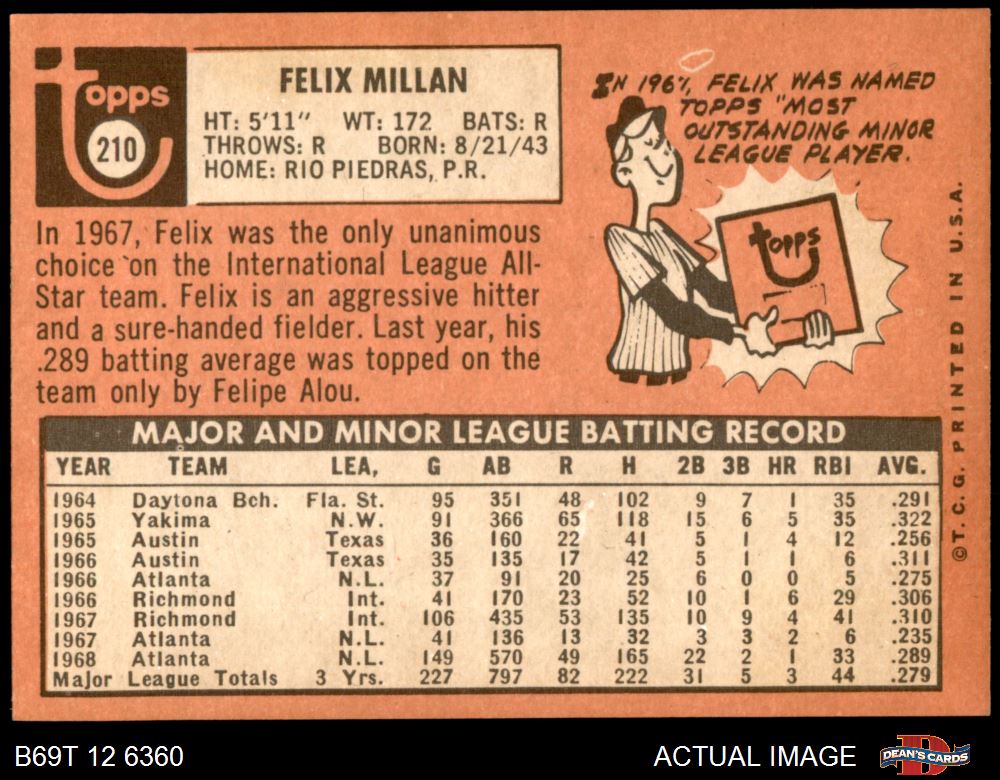 Topps
210
FELIX MILLAN
HT: 5'11" WT: 172 BATS: R
THROWS: R BORN: 8/21/43
HOME: RIO PIEDRAS, P.R.
IN 1967, FELIX WAS NAMED
TOPPS "MOST
OUTSTANDING MINOR
LEAGUE PLAYER.
topps
In 1967, Felix was the only unanimous
choice on the International League All-
Star team. Felix is an aggressive hitter
and a sure-handed fielder. Last year, his
.289 batting average was topped on the
team only by Felipe Alou.
MAJOR AND MINOR LEAGUE BATTING RECORD
YEAR TEAM LEA, G AB R H 2B 3B HR RBI AVG.
1964 Daytona Bch. Fla. St. 95 351 48 102 9 7 1 35 .291
1965 Yakima N.W. 91 366 65 118 15 6 5 35 .322
1965 Austin Texas 36 160 22 41 5 1 4 12 .256
1966 Austin Texas 35 135 17 42 5 1 1 6 .311
1966 Atlanta N.L. 37 91 20 25 6 0 0 5 .275
1966 Richmond Int. 41 170 23 52 10 1 6 29 .306
1967 Richmond Int. 106 435 53 135 10 9 4 41 .310
1967 Atlanta N.L. 41 136 13 32 3 3 2 6 .235
1968 Atlanta N.L. 149 570 49 165 22 2 1 33 .289
Major League Totals 3 Yrs. 227 797 82 222 31 5 3 44 .279
©T. C. G. PRINTED IN U.S.A.
B69T 12 6360
ACTUAL IMAGE
DEAN'S CARDS